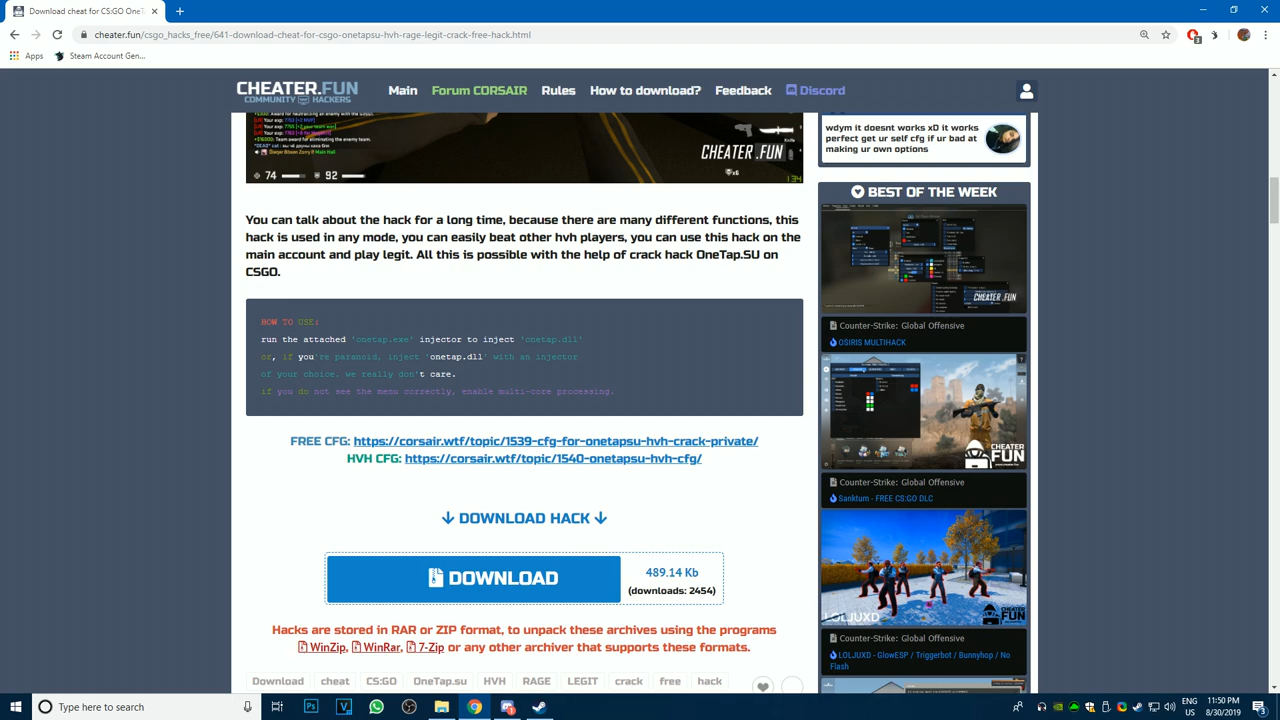 Download cheat for CS:GO OneTap
cheater.fun/csgo_hacks_free/641-download-cheat-for-csgo-onetapsu-hvh-rage-legit-crack-free-hack.html
3
Apps
Steam Account Gen...
CHEATER.FUN
COMMUNITY HACKERS
Main
Forum CORSAIR
Rules
How to download?
Feedback
Discord
74
92
CHEATER .FUN
x6
134
You can talk about the hack for a long time, because there are many different functions, this
hack is used in any mode, you can easily beat other hvh players, you can use this hack on the
main account and play legit. All this is possible with the help of crack hack OneTap.SU on
CSGO.
HOW TO USE:
run the attached 'onetap.exe' injector to inject 'onetap.dll'
or, if you're paranoid, inject 'onetap.dll' with an injector
of your choice. we really don't care.
if you do not see the menu correctly, enable multi-core processing.
FREE CFG: https://corsair.wtf/topic/1539-cfg-for-onetapsu-hvh-crack-private/
HVH CFG: https://corsair.wtf/topic/1540-onetapsu-hvh-cfg/
DOWNLOAD HACK
DOWNLOAD
489.14 Kb
(downloads: 2454)
Hacks are stored in RAR or ZIP format, to unpack these archives using the programs
WinZip, WinRar, 7-Zip or any other archiver that supports these formats.
Download cheat CS:GO OneTap.su HVH RAGE LEGIT crack free hack
wdym it doesnt works xD it works
perfect get ur self cfg if ur bad at
making ur own options
BEST OF THE WEEK
CHEATER .FUN
Counter-Strike: Global Offensive
OSIRIS MULTIHACK
CHEATER
FUN
Counter-Strike: Global Offensive
Sanktum - FREE CS:GO DLC
LOLJUXD
CHEATER
FUN
Counter-Strike: Global Offensive
LOLJUXD - GlowESP / Triggerbot / Bunnyhop / No
Flash
Type here to search
Ps
V
ENG
US
11:50 PM
8/30/2019
3